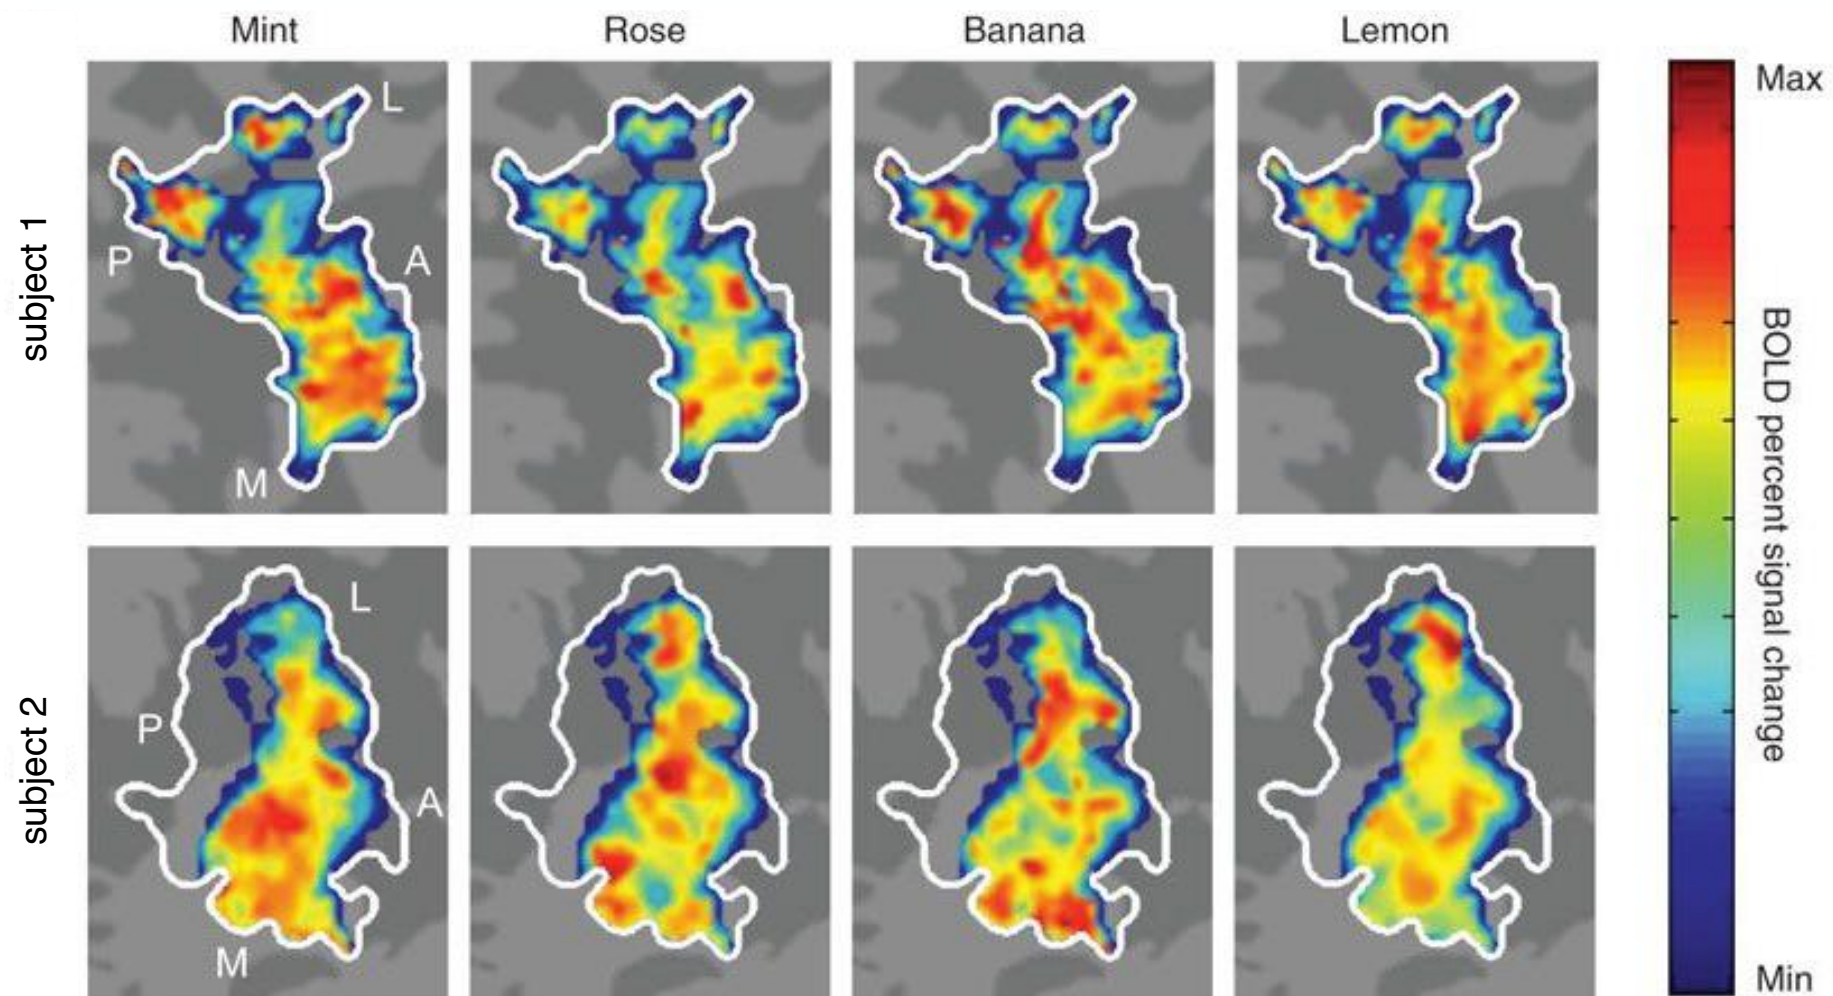 Mint
Rose
Banana
Lemon
Max
L
subject 1
P
A
M
BOLD percent signal change
L
subject 2
P
A
M
Min